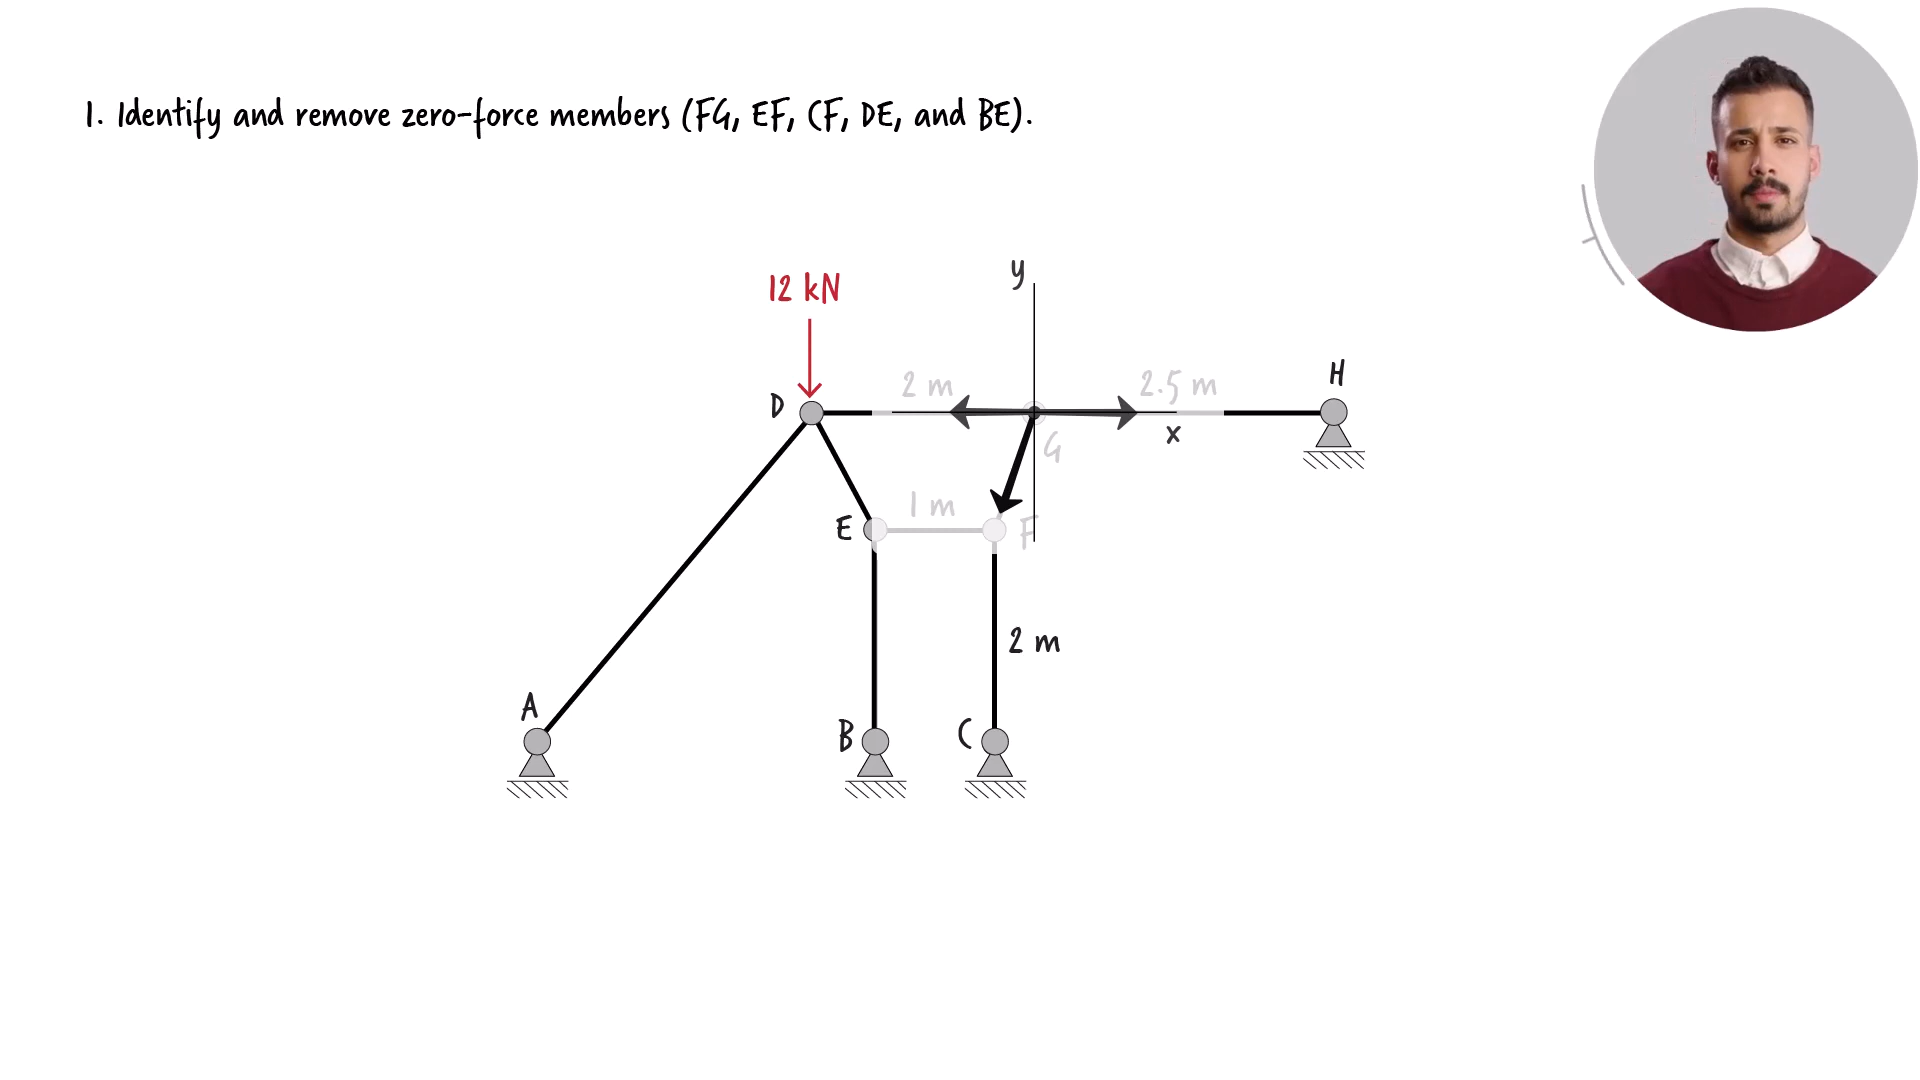 1. Identify and remove zero-force members (FG, EF, CF, DE, and BE).
y
12 kN
H
2 m
2.5 m
D
x
G
1 m
E
F
2 m
A
B
C